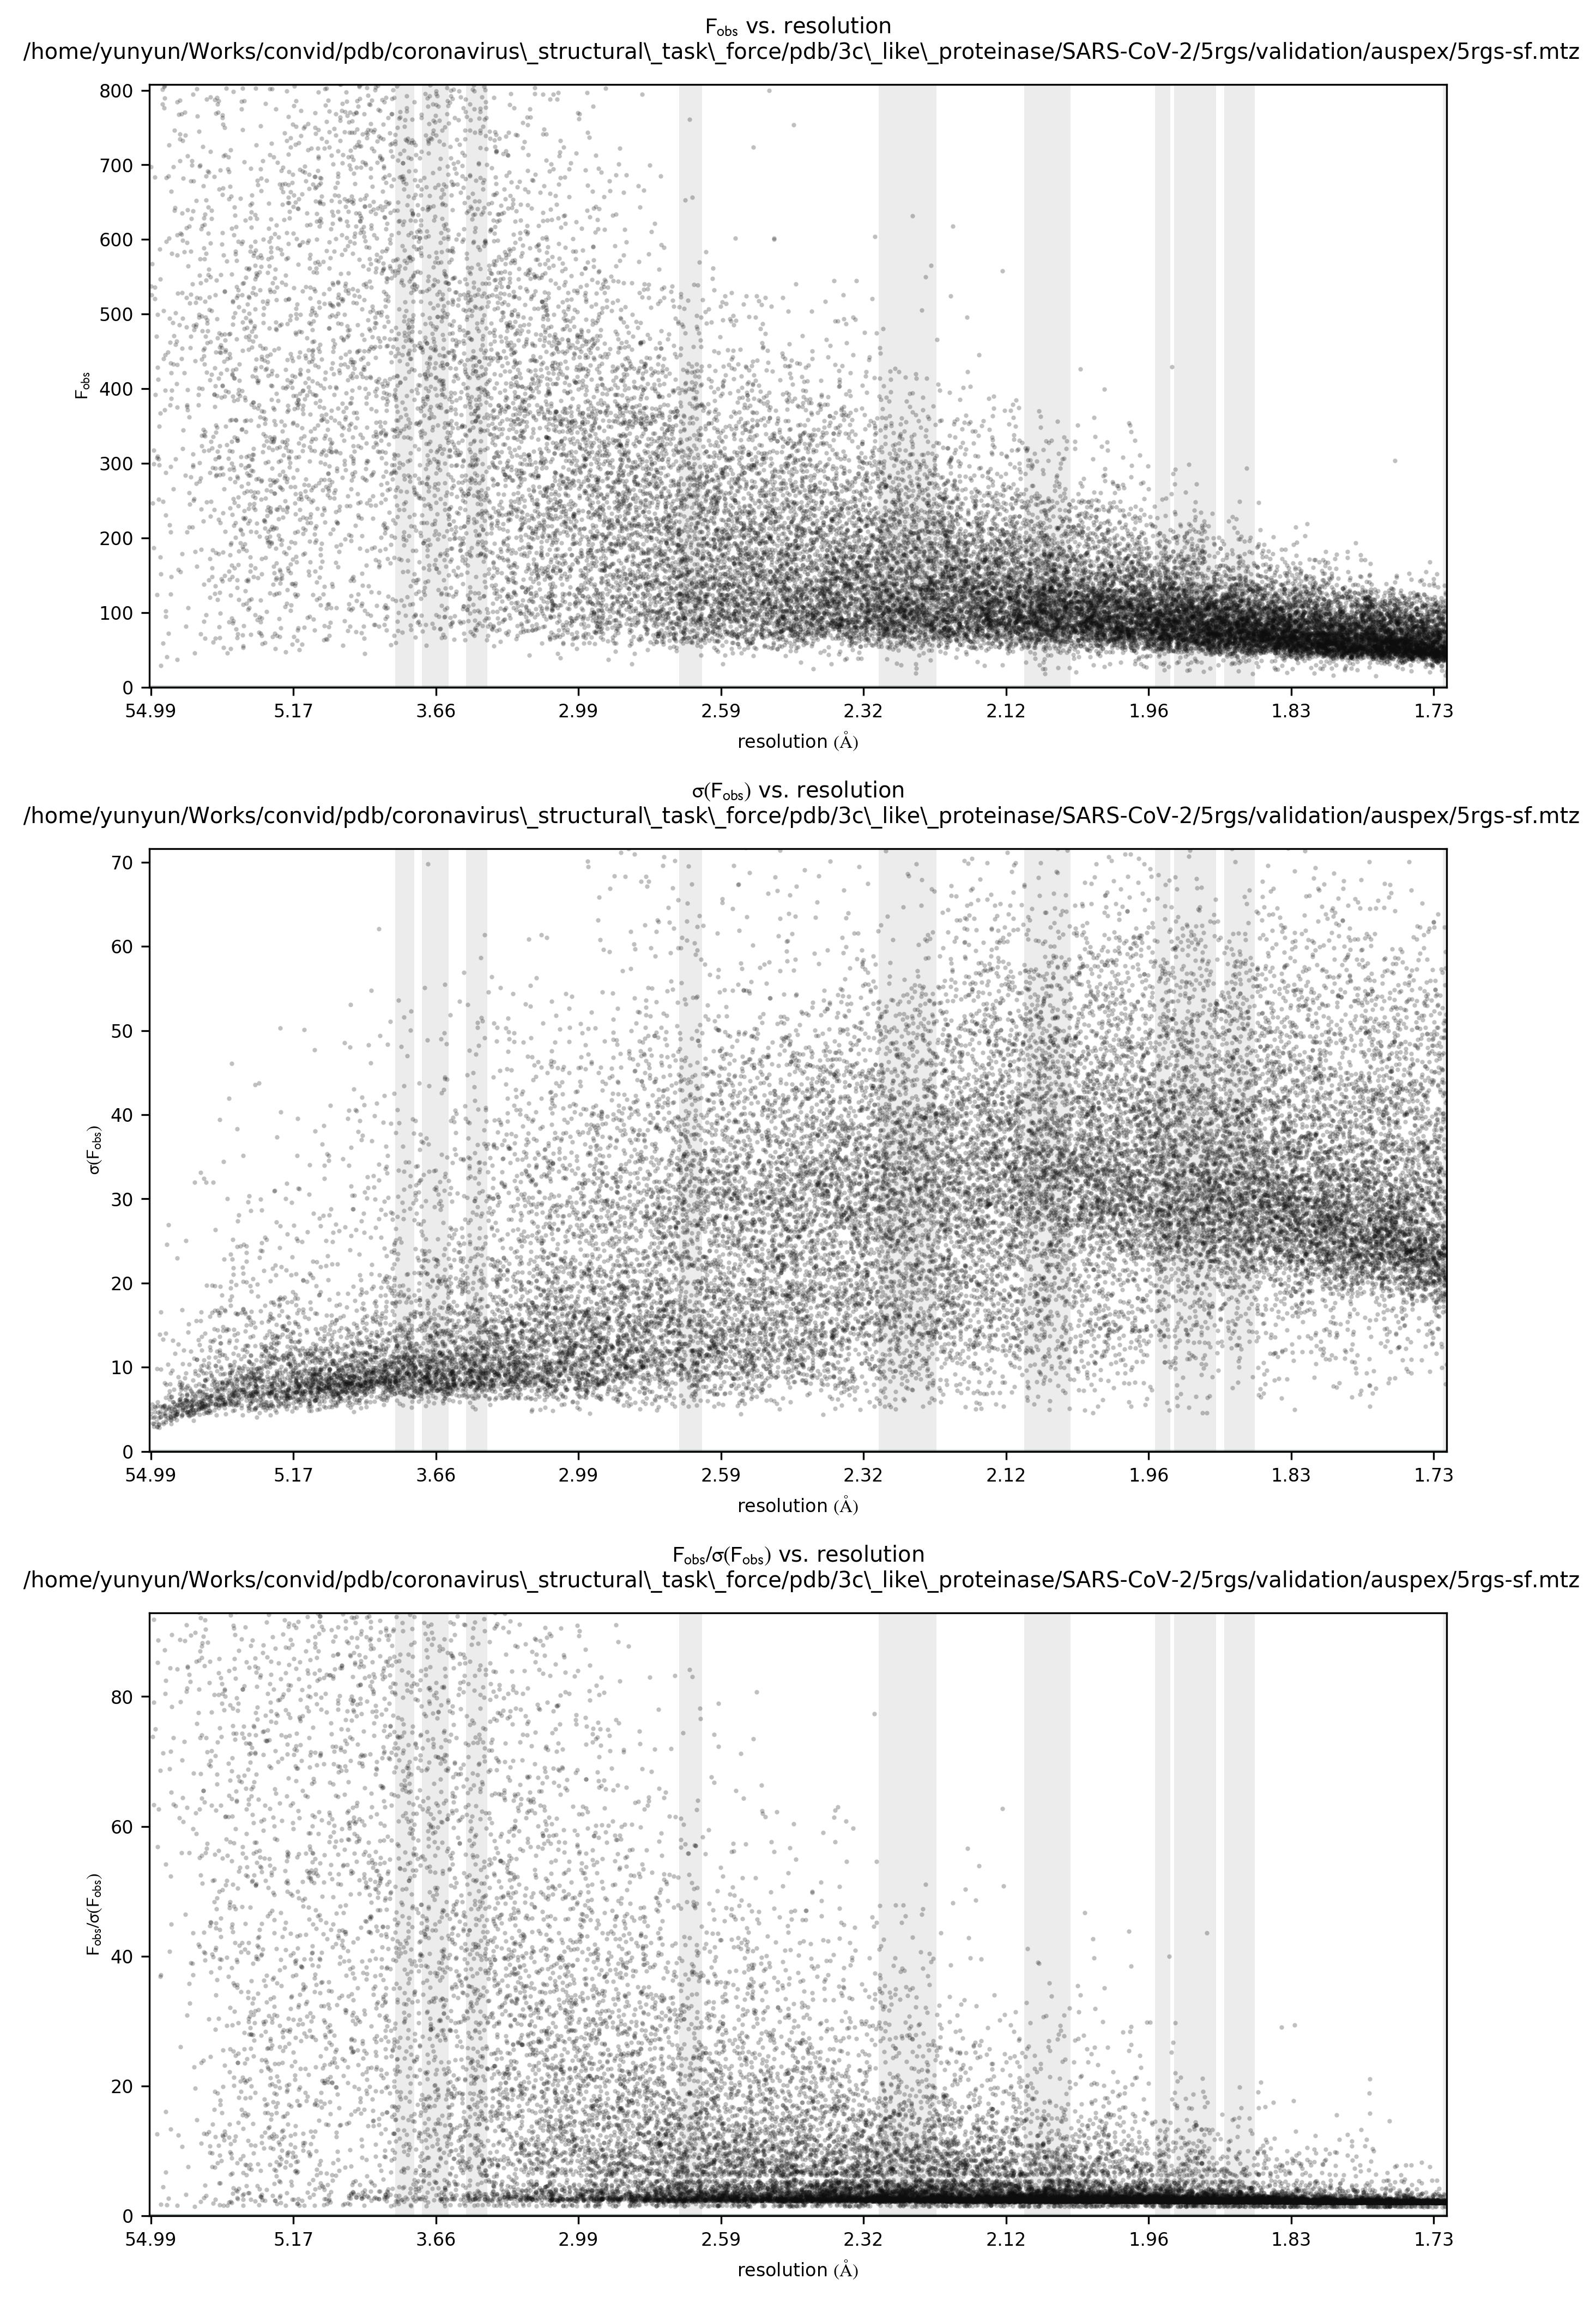 F_obs vs. resolution
/home/yunyun/Works/convid/pdb/coronavirus\_structural\_task\_force/pdb/3c\_like\_proteinase/SARS-CoV-2/5rgs/validation/auspex/5rgs-sf.mtz
800
700
600
500
400
300
200
100
0
F_obs
54.99 5.17 3.66 2.99 2.59 2.32 2.12 1.96 1.83 1.73
resolution (Å)
σ(F_obs) vs. resolution
/home/yunyun/Works/convid/pdb/coronavirus\_structural\_task\_force/pdb/3c\_like\_proteinase/SARS-CoV-2/5rgs/validation/auspex/5rgs-sf.mtz
70
60
50
40
30
20
10
0
σ(F_obs)
54.99 5.17 3.66 2.99 2.59 2.32 2.12 1.96 1.83 1.73
resolution (Å)
F_obs/σ(F_obs) vs. resolution
/home/yunyun/Works/convid/pdb/coronavirus\_structural\_task\_force/pdb/3c\_like\_proteinase/SARS-CoV-2/5rgs/validation/auspex/5rgs-sf.mtz
80
60
40
20
0
F_obs/σ(F_obs)
54.99 5.17 3.66 2.99 2.59 2.32 2.12 1.96 1.83 1.73
resolution (Å)